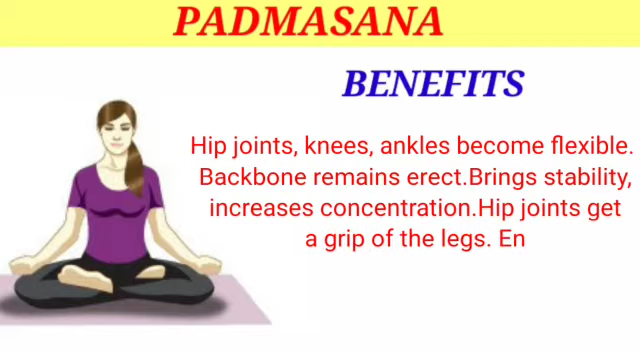 PADMASANA
BENEFITS
Hip joints, knees, ankles become flexible.
Backbone remains erect.Brings stability,
increases concentration.Hip joints get
a grip of the legs. En